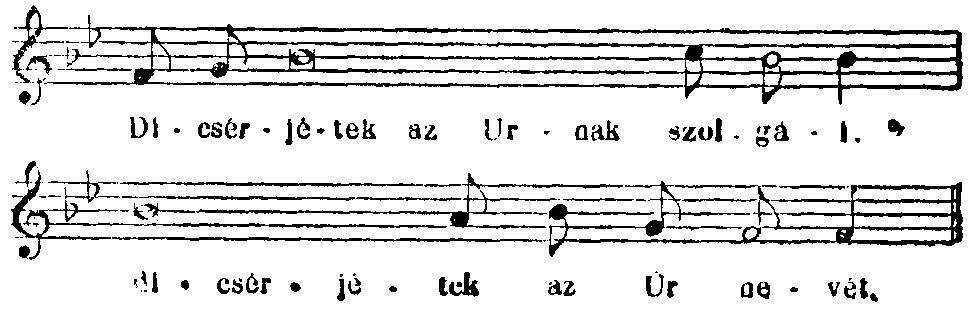 Di - csér - jé - tek az Ur - nak szol - gá - i,
di - csér - jé - tek az Úr ne - vét.